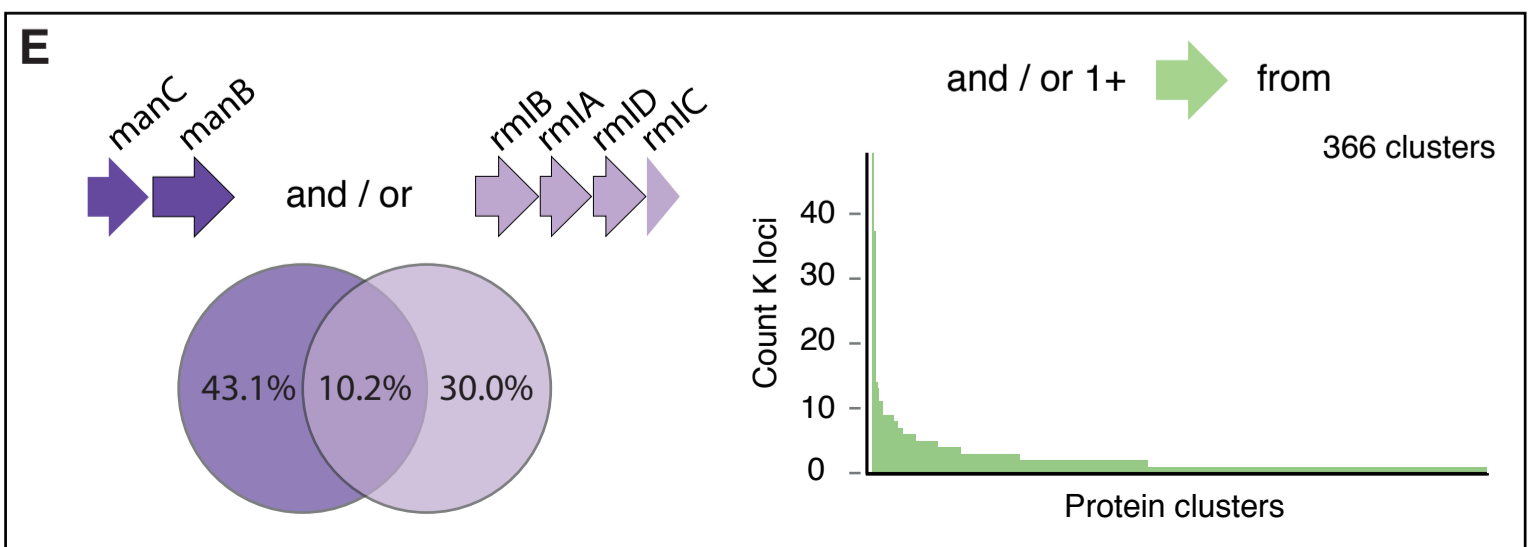 E
manC
manB
and / or
rmlB
rmlA
rmlD
rmlC
43.1%
10.2%
30.0%
and / or 1+
from
366 clusters
Count K loci
40
30
20
10
0
Protein clusters